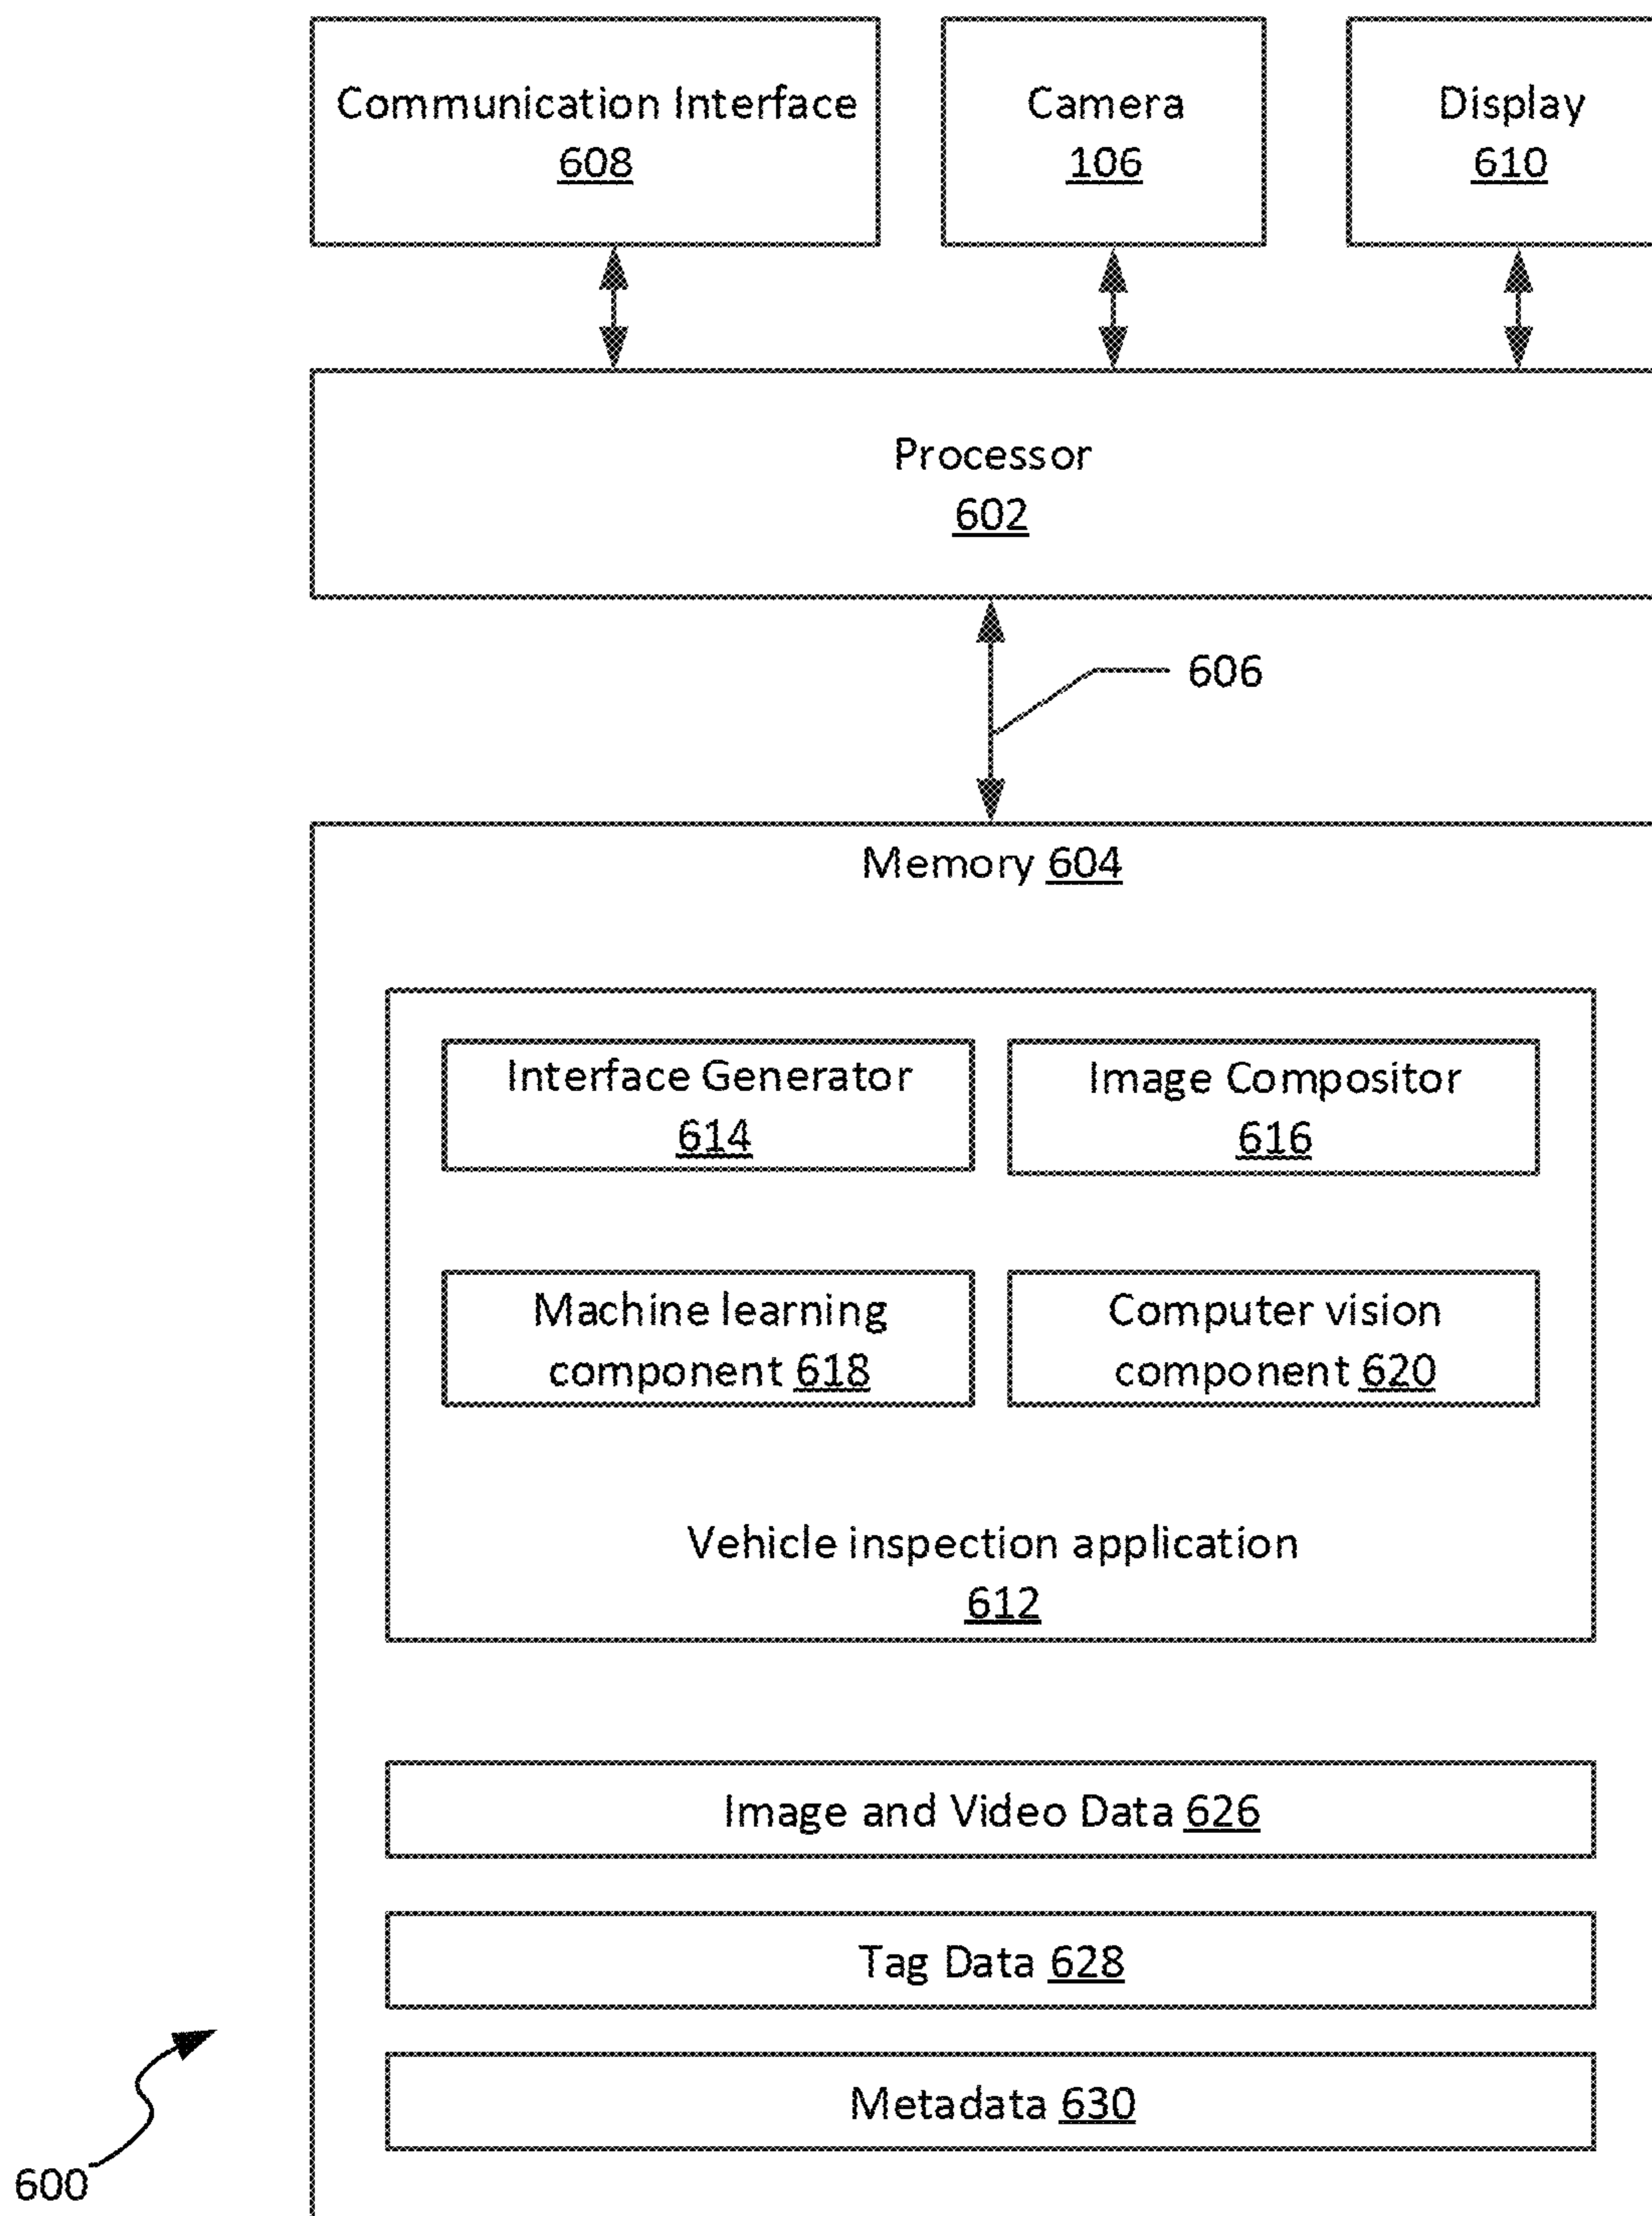 Communication Interface
608
Camera
106
Display
610
Processor
602
606
Memory 604
Interface Generator
614
Image Compositor
616
Machine learning
component 618
Computer vision
component 620
Vehicle inspection application
612
Image and Video Data 626
Tag Data 628
Metadata 630
600